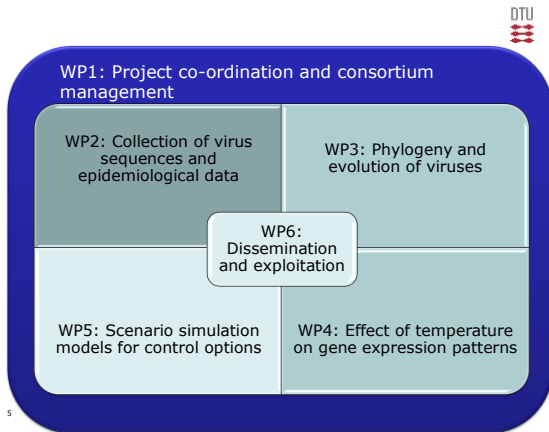 DTU
WP1: Project co-ordination and consortium
management
WP2: Collection of virus
sequences and
epidemiological data
WP3: Phylogeny and
evolution of viruses
WP6:
Dissemination
and exploitation
WP5: Scenario simulation
models for control options
WP4: Effect of temperature
on gene expression patterns
5